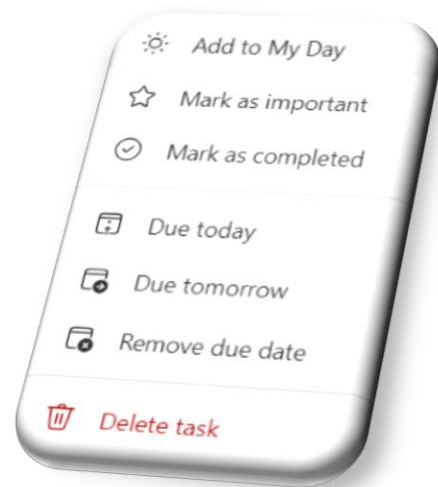 Add to My Day
Mark as important
Mark as completed
Due today
Due tomorrow
Remove due date
Delete task